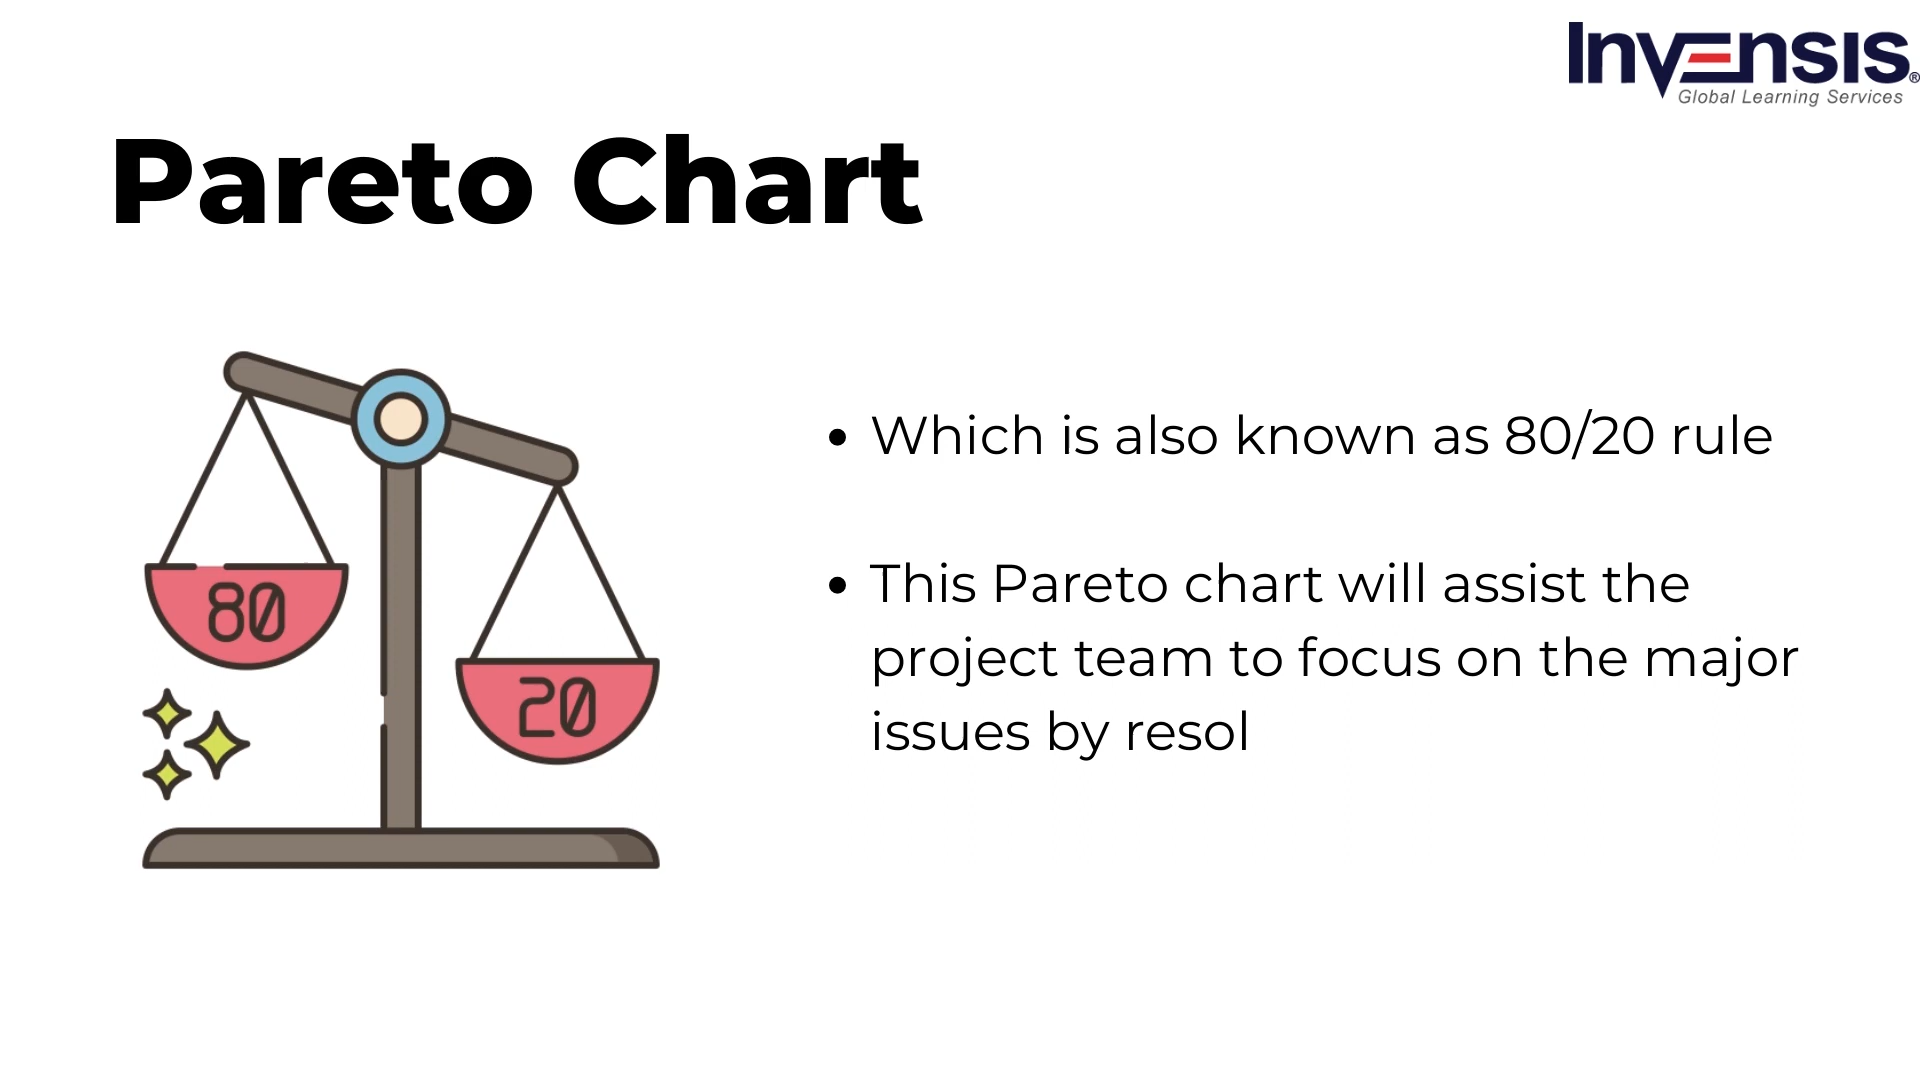 Invensis®
Global Learning Services
Pareto Chart
80
20
• Which is also known as 80/20 rule
• This Pareto chart will assist the
project team to focus on the major
issues by resol